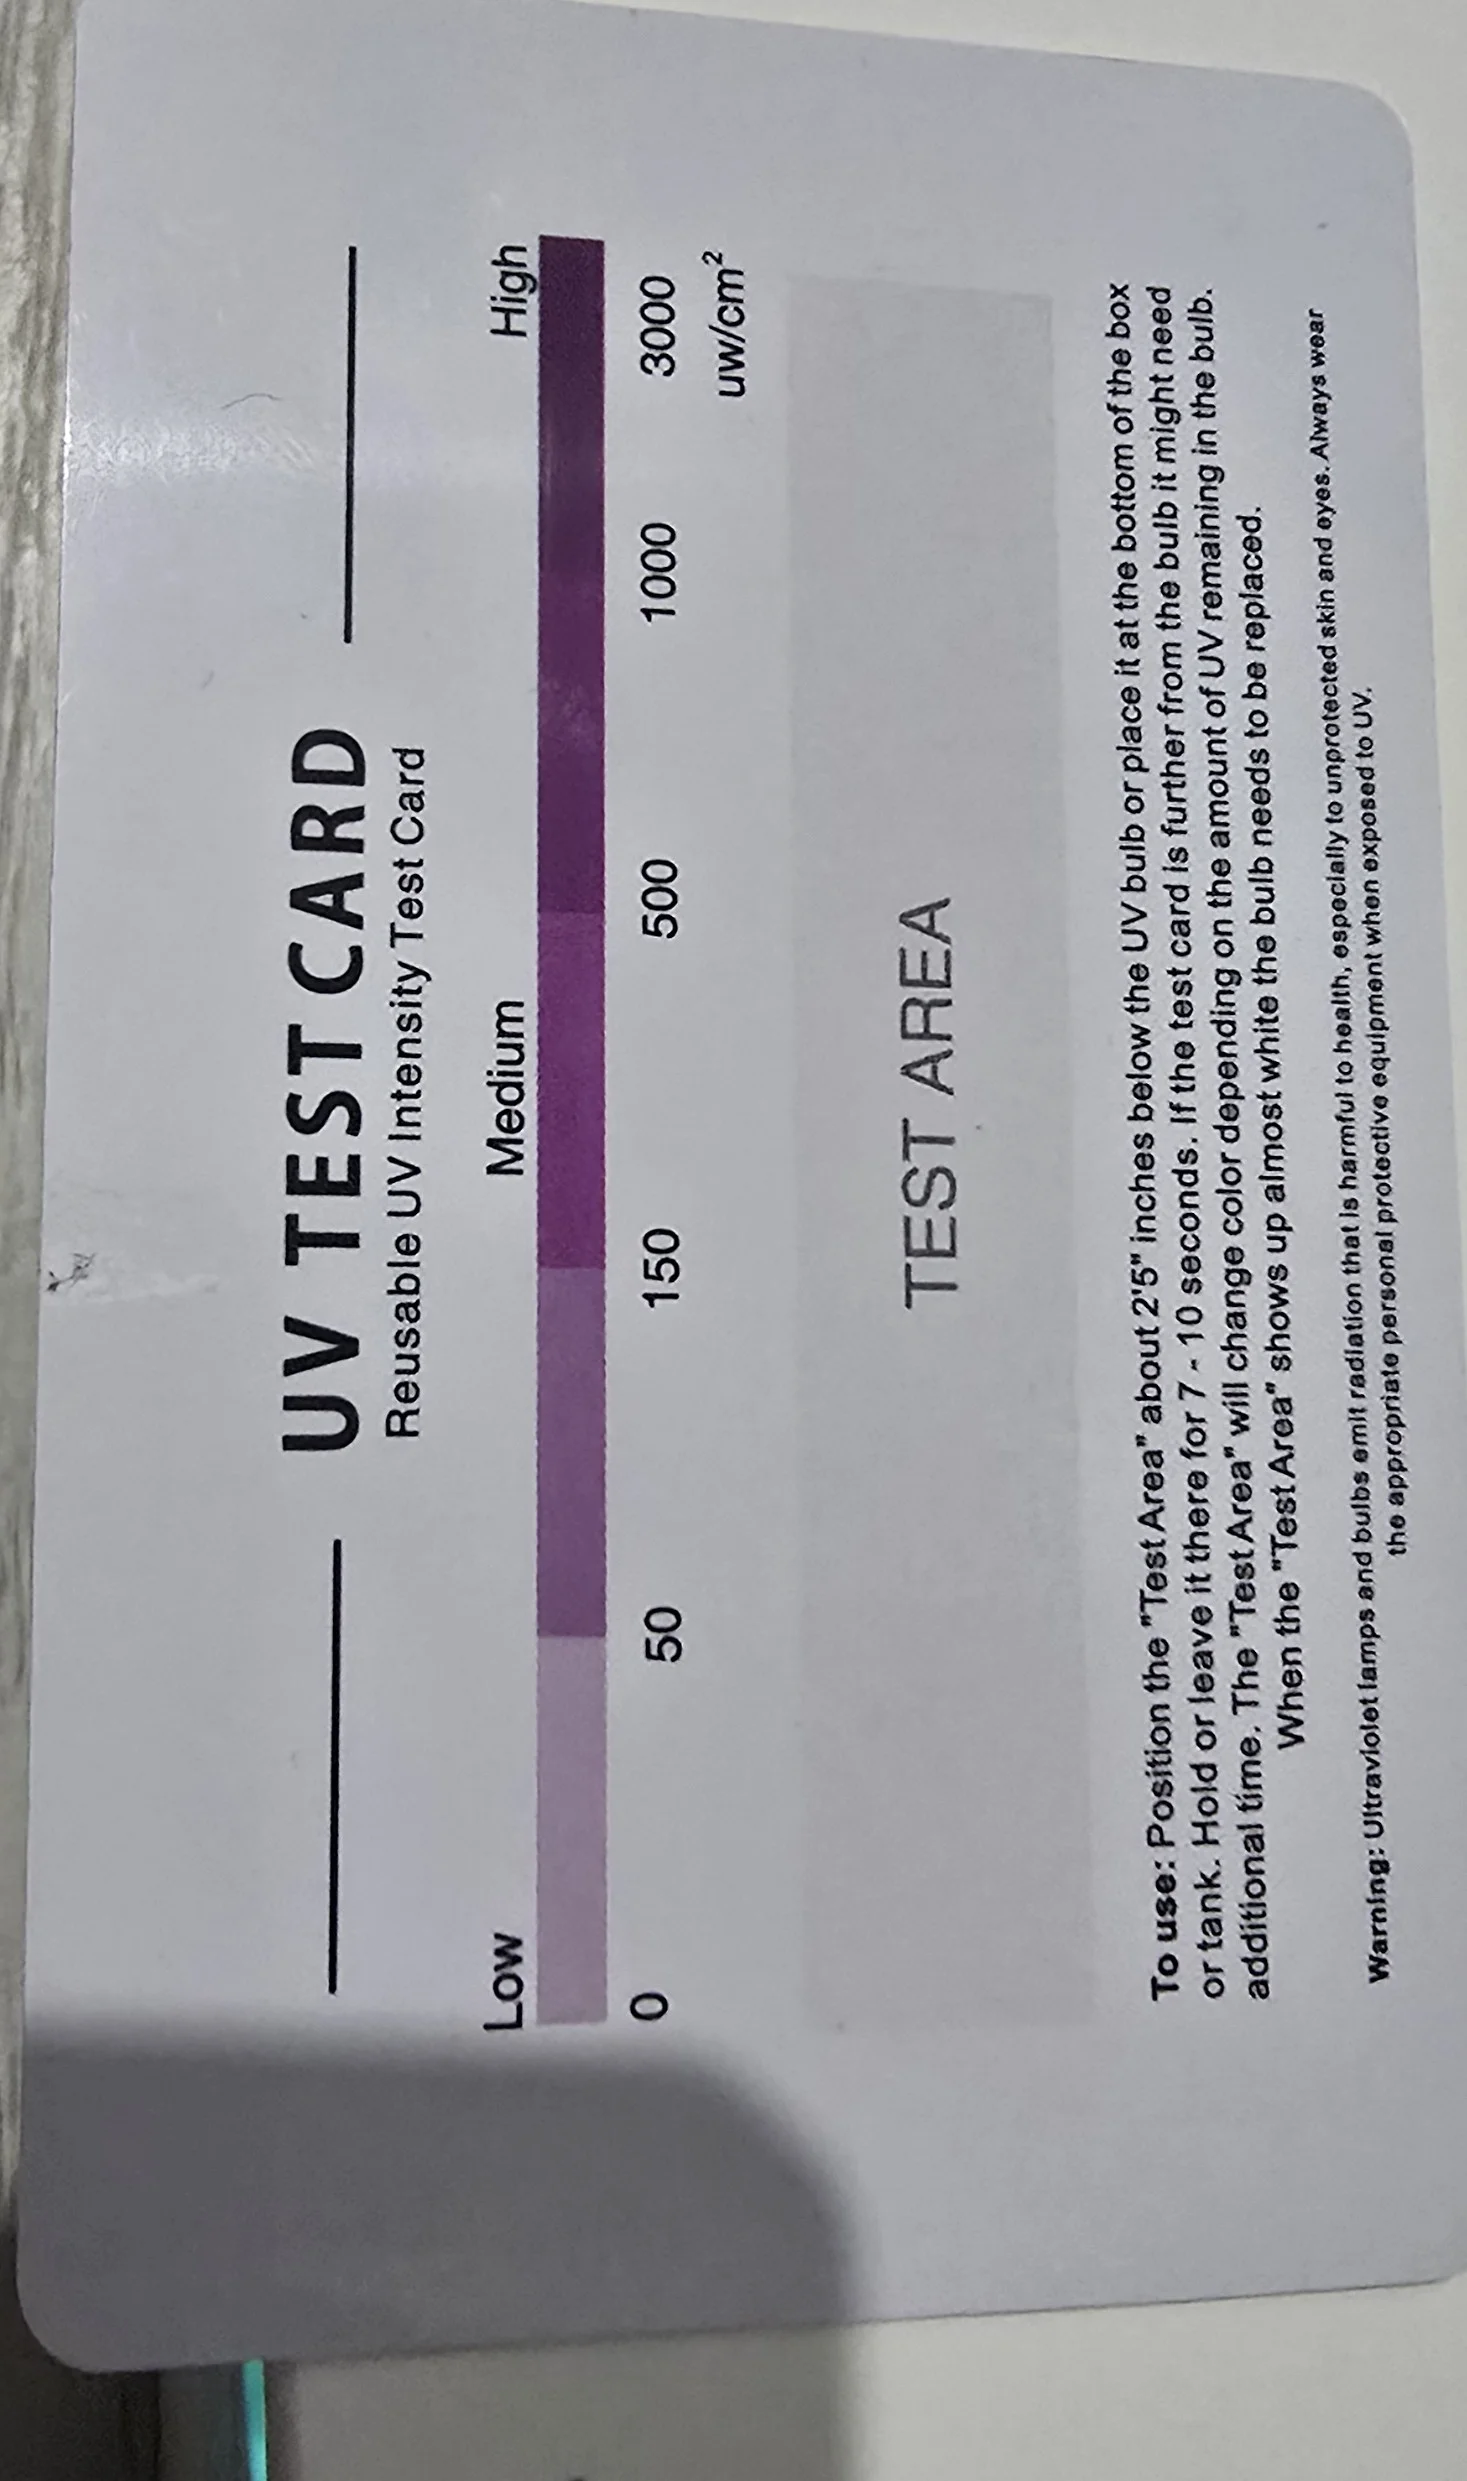 UV TEST CARD
Reusable UV Intensity Test Card
Low Medium High
0 50 150 500 1000 3000
uw/cm²
TEST AREA
To use: Position the "Test Area" about 2'5" inches below the UV bulb or place it at the bottom of the box
or tank. Hold or leave it there for 7 - 10 seconds. If the test card is further from the bulb it might need
additional time. The "Test Area" will change color depending on the amount of UV remaining in the bulb.
When the "Test Area" shows up almost white the bulb needs to be replaced.
Warning: Ultraviolet lamps and bulbs emit radiation that is harmful to health, especially to unprotected skin and eyes. Always wear
the appropriate personal protective equipment when exposed to UV.